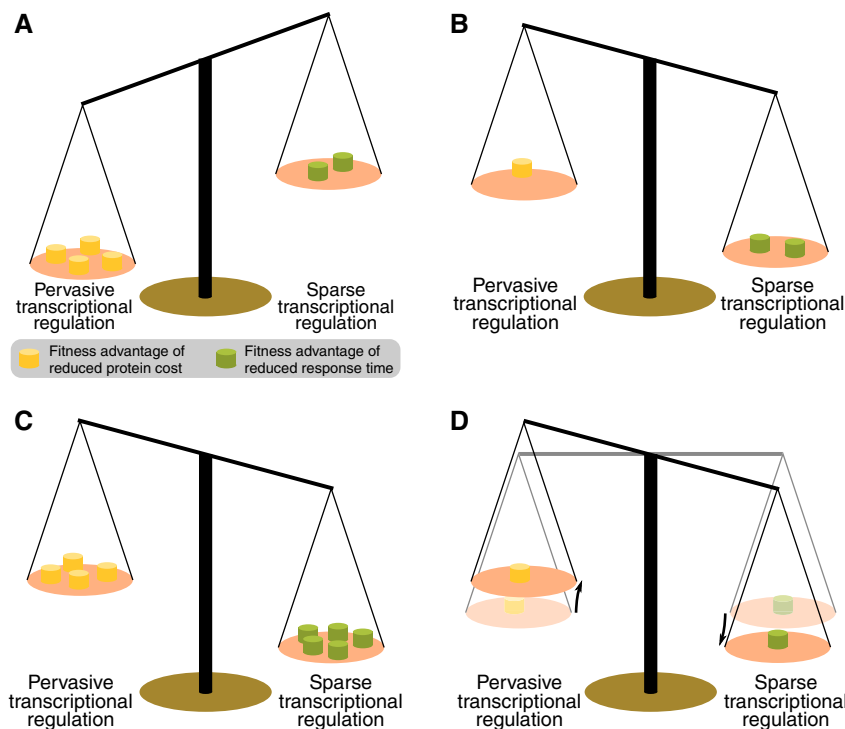 A
B
Pervasive
transcriptional
regulation
Sparse
transcriptional
regulation
Pervasive
transcriptional
regulation
Sparse
transcriptional
regulation
Fitness advantage of
reduced protein cost
Fitness advantage of
reduced response time
C
D
Pervasive
transcriptional
regulation
Sparse
transcriptional
regulation
Pervasive
transcriptional
regulation
Sparse
transcriptional
regulation